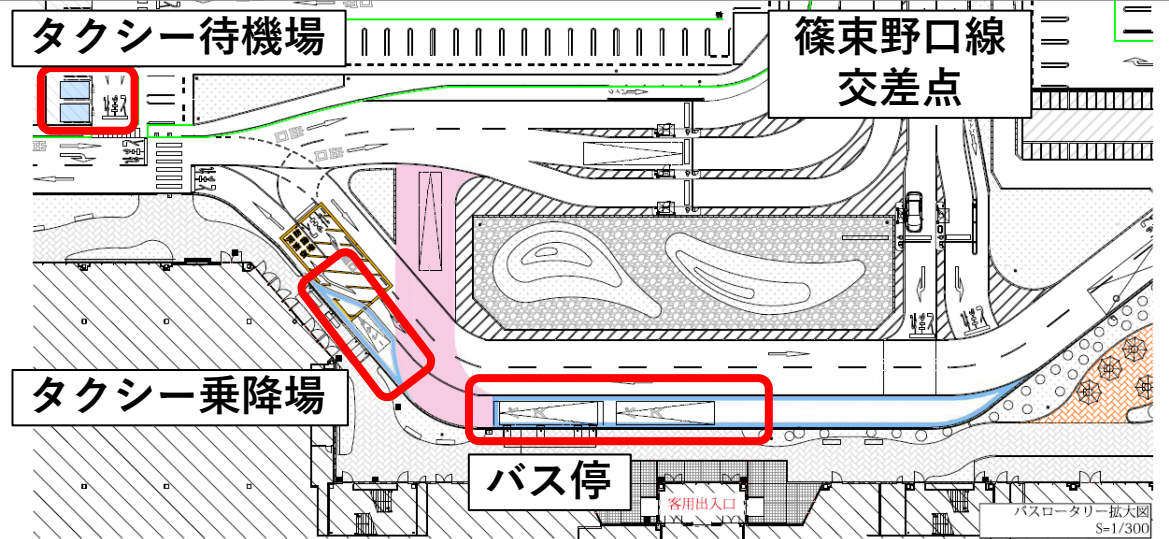 タクシー待機場
篠束野口線
交差点
タクシー乗降場
バス停
客用出入口
バスロータリー拡大図
S=1/300